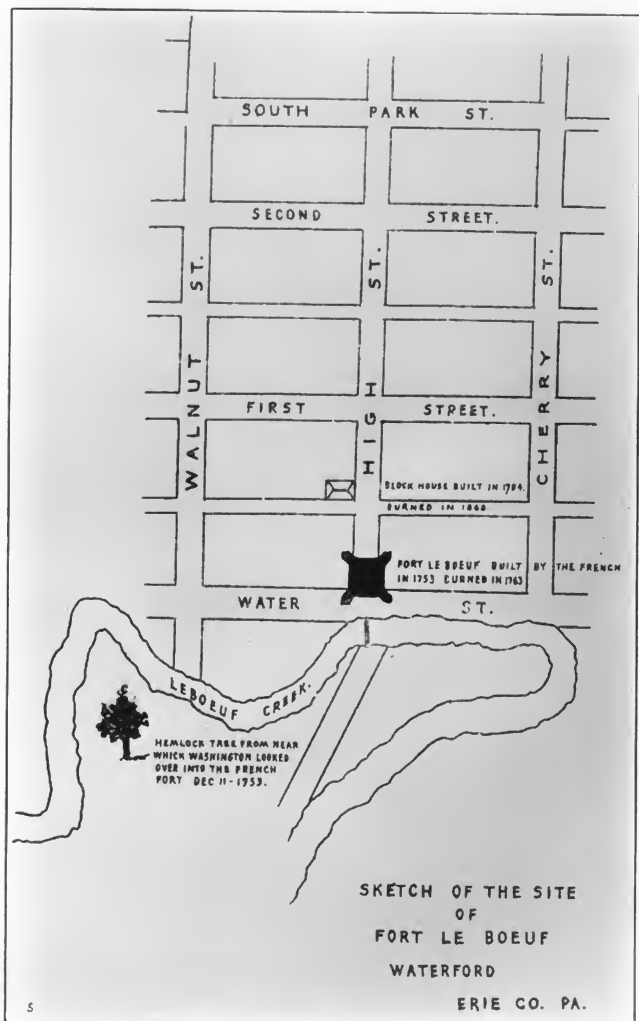 SOUTH PARK ST.
SECOND STREET.
WALNUT ST.
HIGH ST.
CHERRY ST.
FIRST STREET.
BLOCK HOUSE BUILT IN 1794.
BURNED IN 1868
FORT LE BOEUF BUILT BY THE FRENCH
IN 1753 BURNED IN 1763
WATER ST.
LEBOEUF CREEK.
HEMLOCK TREE FROM NEAR
WHICH WASHINGTON LOOKED
OVER INTO THE FRENCH
FORT DEC 11-1753.
SKETCH OF THE SITE
OF
FORT LE BOEUF
WATERFORD
ERIE CO. PA.
5